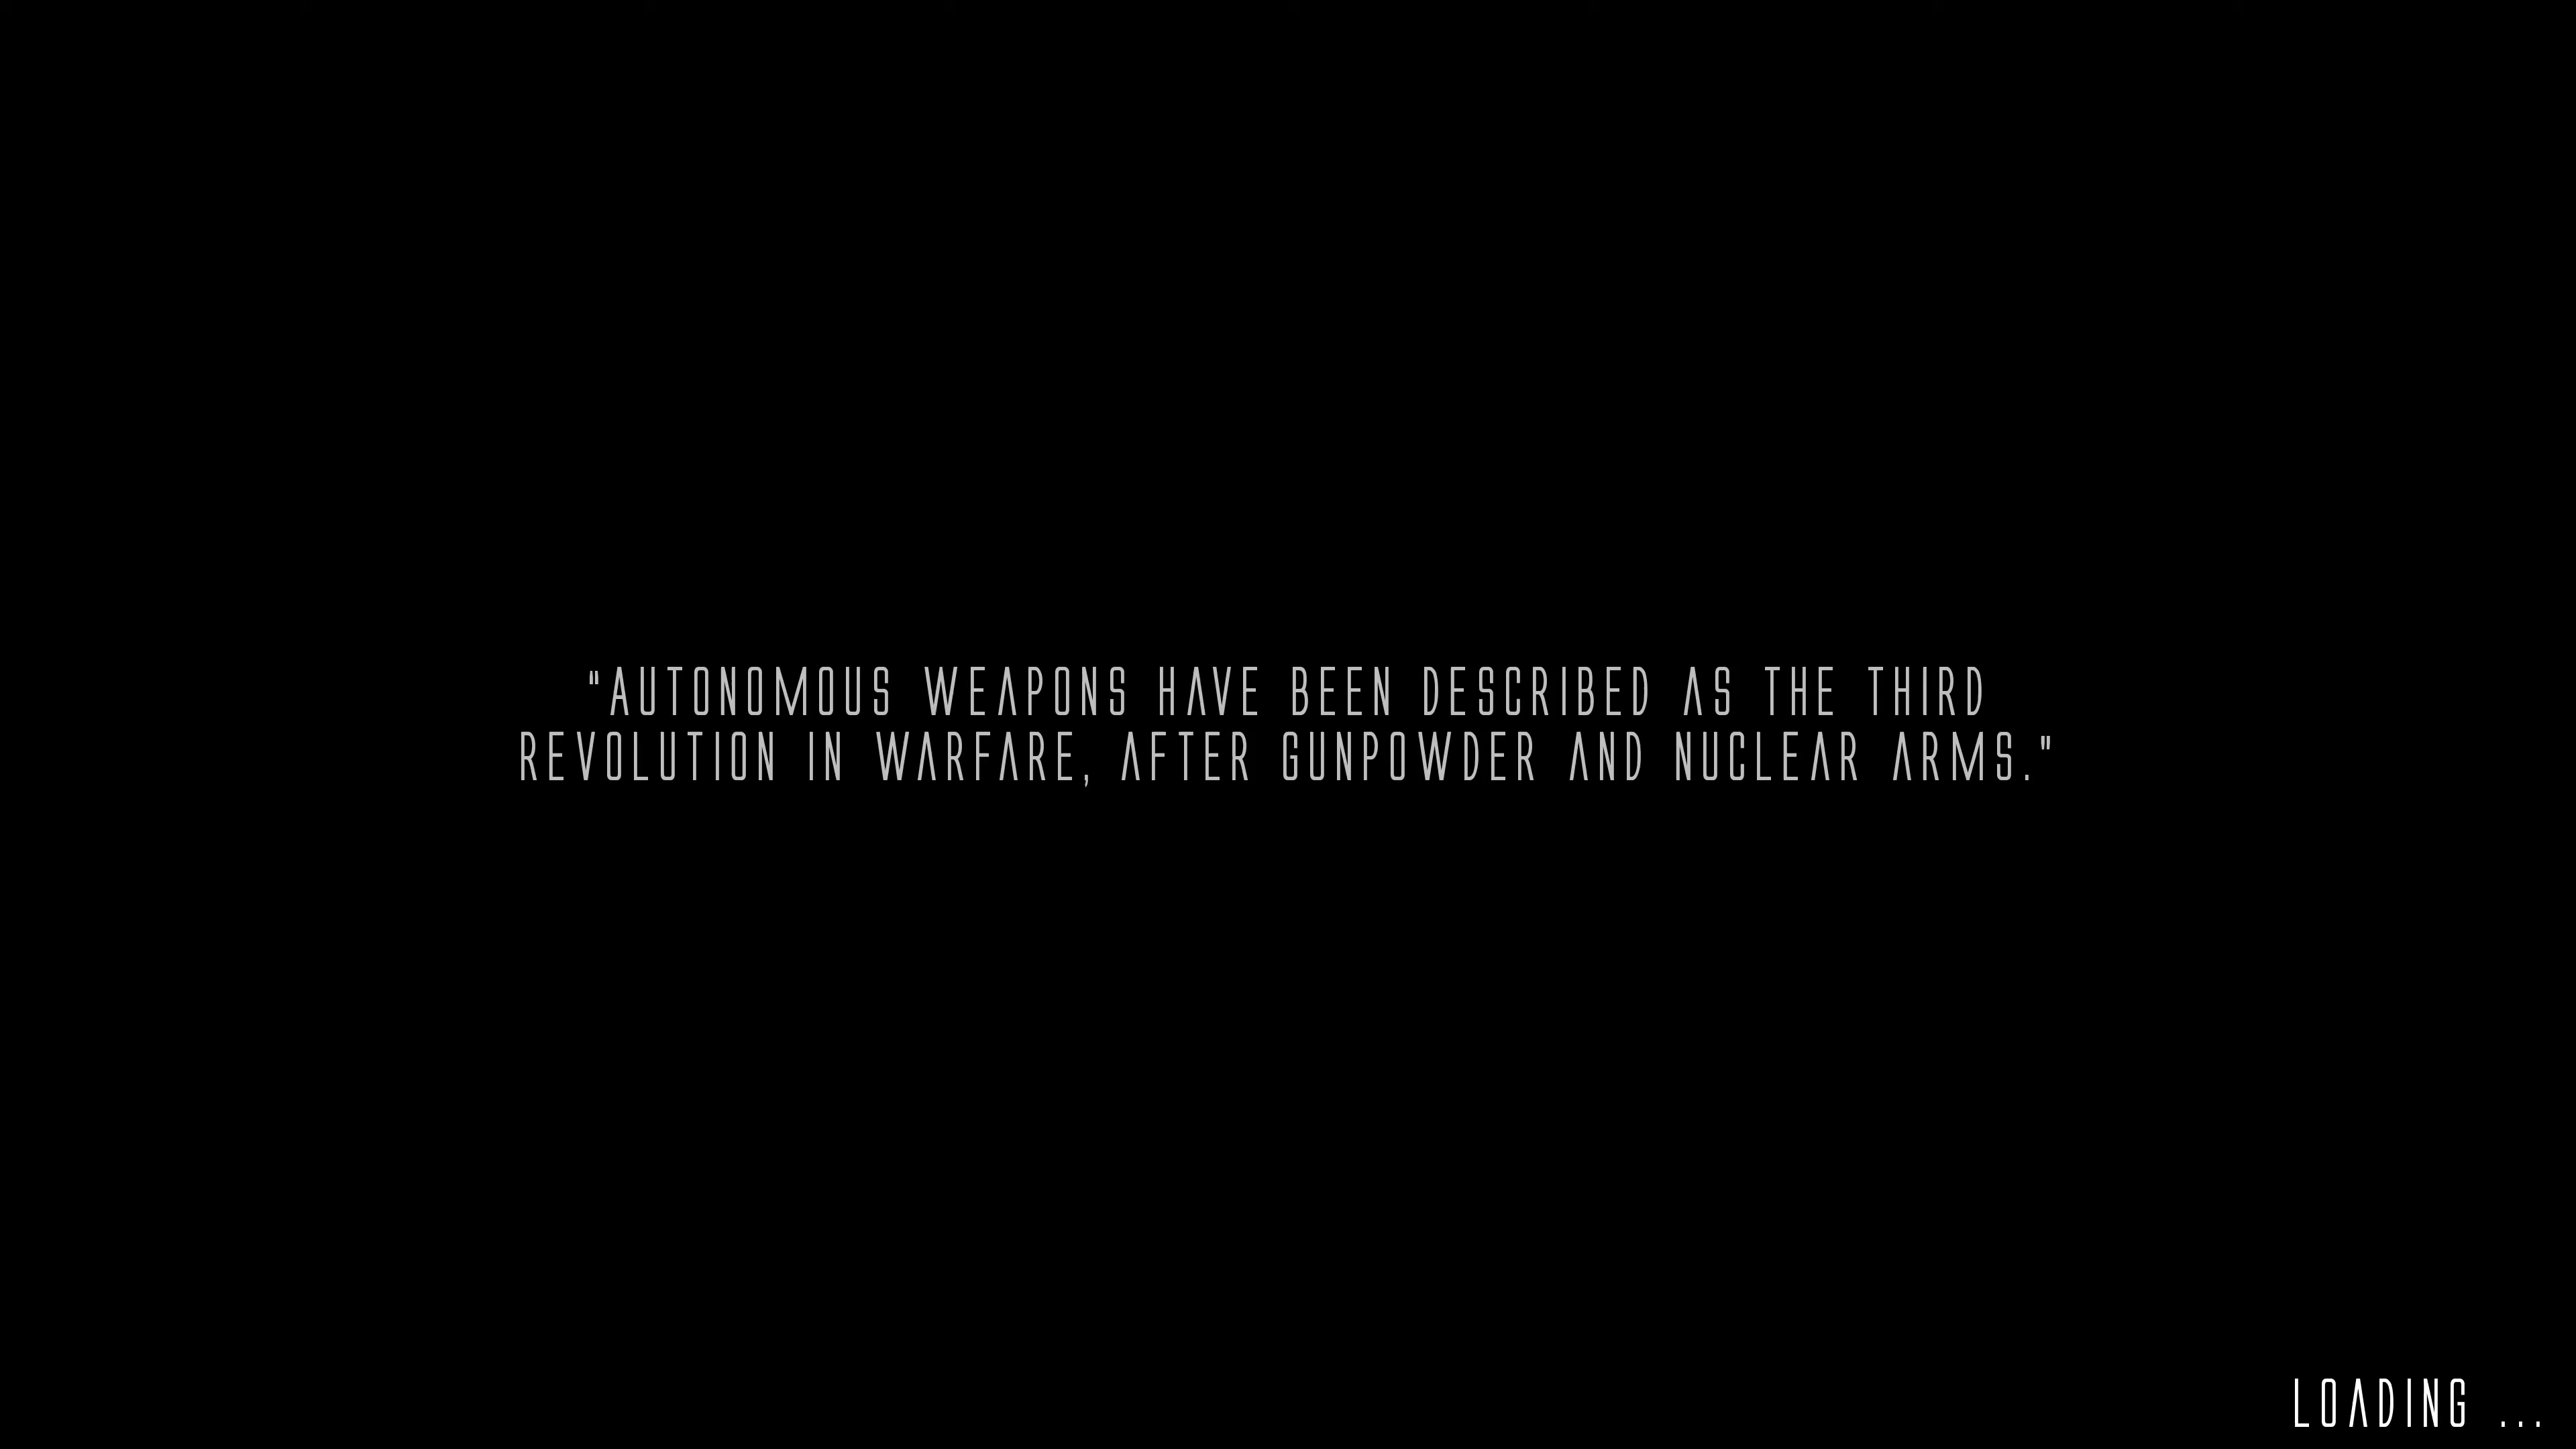 "AUTONOMOUS WEAPONS HAVE BEEN DESCRIBED AS THE THIRD
REVOLUTION IN WARFARE, AFTER GUNPOWDER AND NUCLEAR ARMS."
LOADING ...